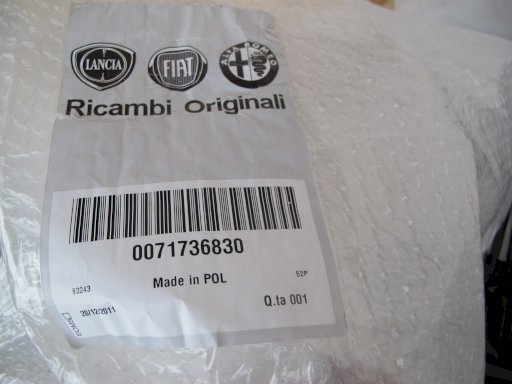 LANCIA FIAT ALFA ROMEO
Ricambi Originali
0071736830
Made in POL
93243 52P
20/12/2011 Q.ta 001